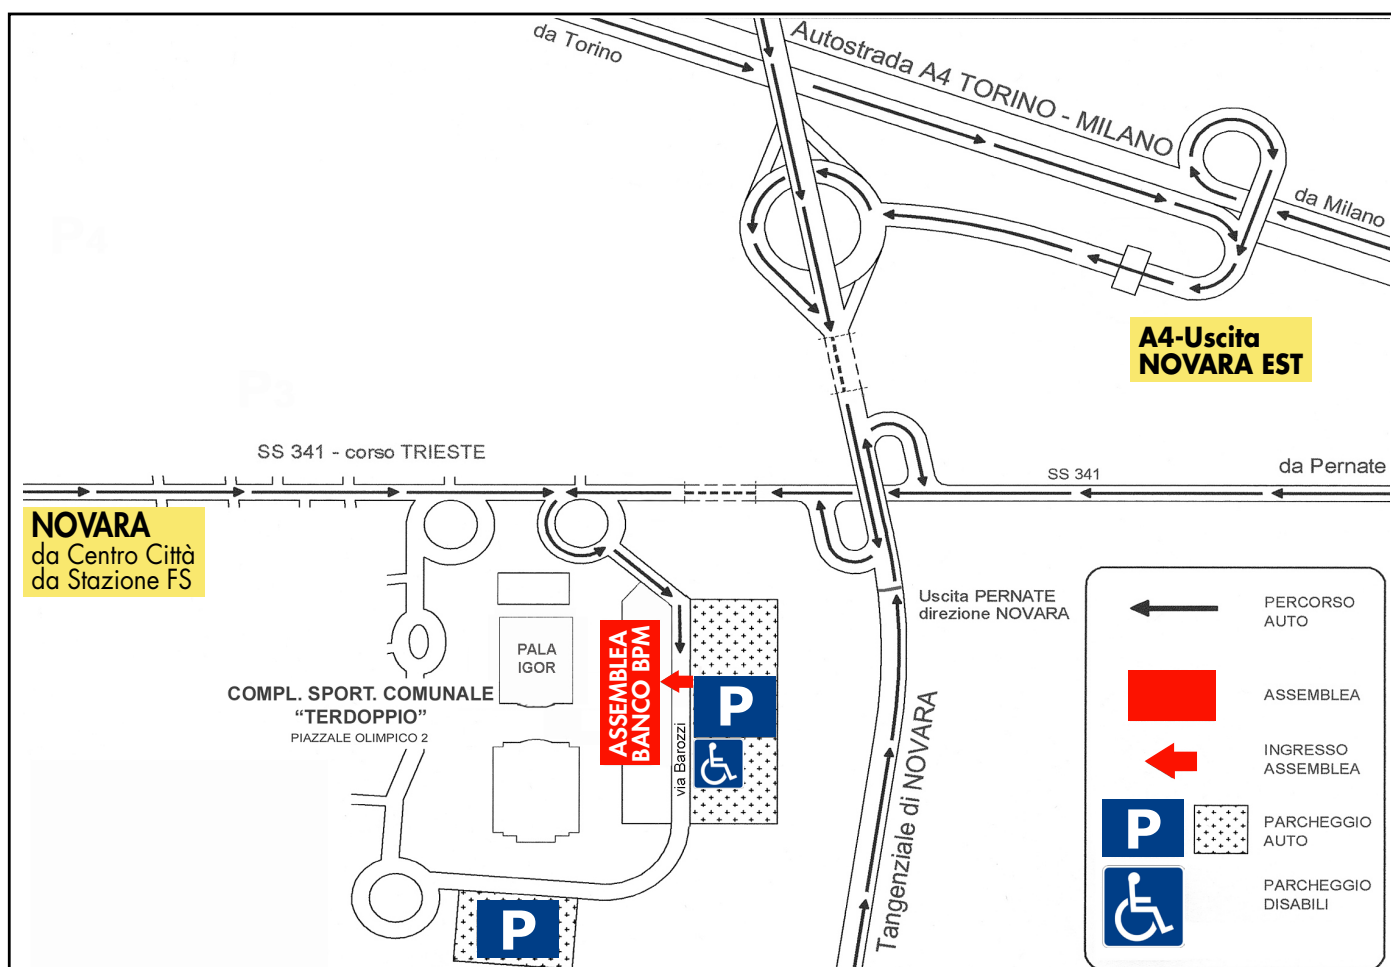 da Torino
Autostrada A4 TORINO - MILANO
da Milano
A4-Uscita
NOVARA EST
P4
P3
SS 341 - corso TRIESTE
SS 341
da Pernate
NOVARA
da Centro Città
da Stazione FS
Uscita PERNATE
direzione NOVARA
PALA
IGOR
ASSEMBLEA
BANCO BPM
P
via Barozzi
COMPL. SPORT. COMUNALE
“TERDOPPIO”
PIAZZALE OLIMPICO 2
Tangenziale di NOVARA
P
PERCORSO
AUTO
ASSEMBLEA
INGRESSO
ASSEMBLEA
P
PARCHEGGIO
AUTO
PARCHEGGIO
DISABILI